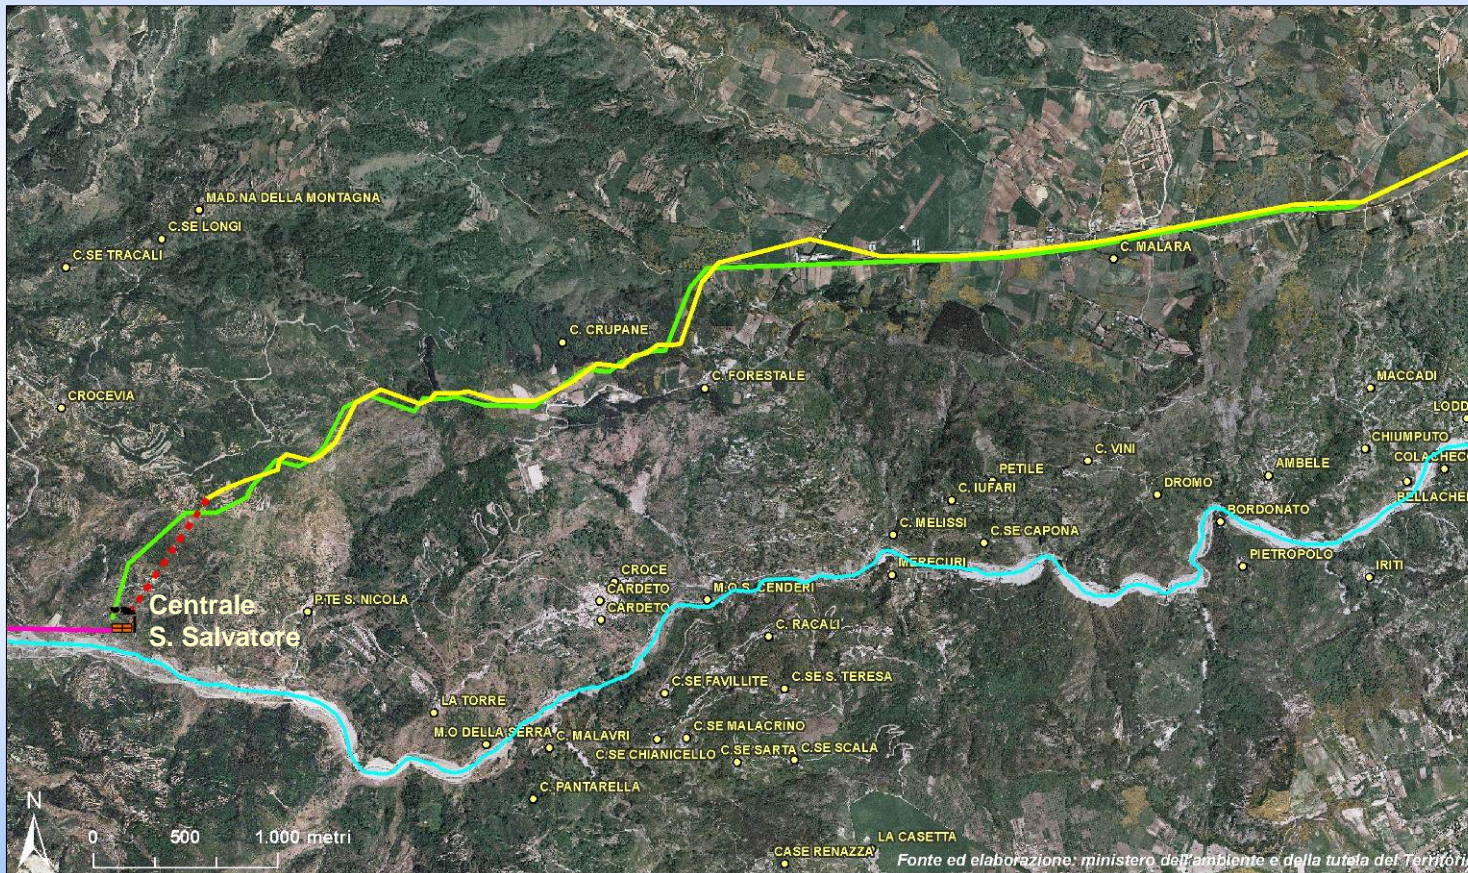 MAD.NA DELLA MONTAGNA
C.SE LONGI
C.SE TRACALI
C. MALARA
C. CRUPANE
C. FORESTALE
MACCADI
CROCEVIA
LODD
CHIUMPUTO
C. VINI
COLACHECO
PETILE
AMBELE
C. IUFARI
DROMO
BELLACHE
BORDONATO
C. MELISSI
C.SE CAPONA
PIETROPOLO
MERECURI
IRITI
CROCE
CARDETO
M.O S. CENDERI
P.TE S. NICOLA
CARDETO
Centrale
S. Salvatore
C. RACALI
C.SE FAVILLITE
C.SE S. TERESA
LA TORRE
C.SE MALACRINO
M.O DELLA SERRA
C. MALAVRI
C.SE CHIANICELLO
C.SE SARTA
C.SE SCALA
C. PANTARELLA
N
0 500 1.000 metri
LA CASETTA
CASE RENAZZA
Fonte ed elaborazione: ministero dell'ambiente e della tutela del Territorio